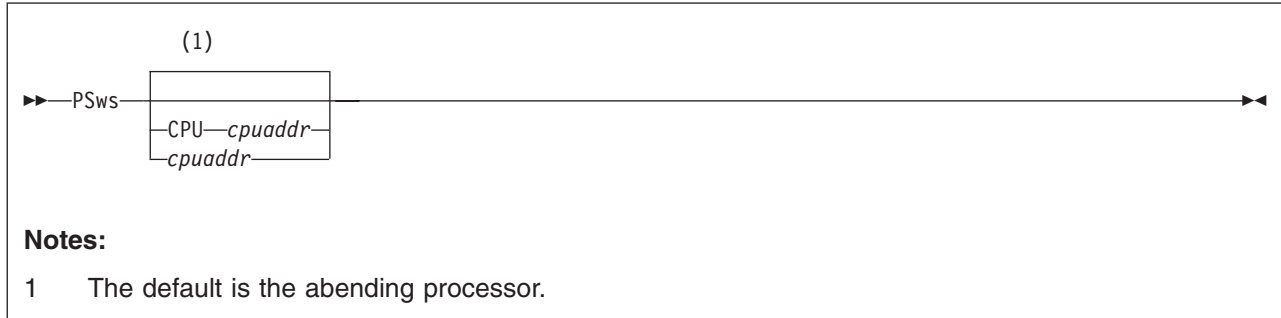 (1)
PSws
CPU cpuaddr
cpuaddr
Notes:
1 The default is the abending processor.